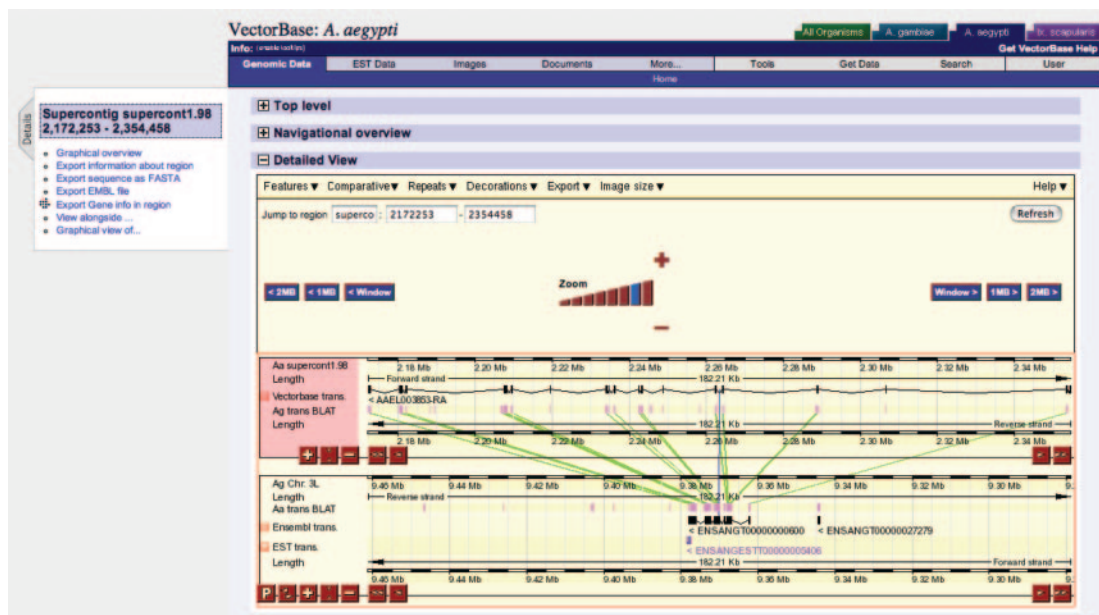 VectorBase: A. aegypti
All Organisms A. gambiae A. aegypti Ix. scapularis
Info: Get VectorBase Help
Genomic Data EST Data Images Documents More... Tools Get Data Search User
Home
Details
Supercontig supercont1.98
2,172,253 - 2,354,458
Graphical overview
Export information about region
Export sequence as FASTA
Export EMBL file
Export Gene info in region
View alongside ...
Graphical view of...
Top level
Navigational overview
Detailed View
Features Comparative Repeats Decorations Export Image size Help
Jump to region superco : 2172253 - 2354458 Refresh
Zoom
< 2MB < 1MB < Window Window > 1MB > 2MB >
Aa supercont1.98 2.18 Mb 2.20 Mb 2.22 Mb 2.24 Mb 2.26 Mb 2.28 Mb 2.30 Mb 2.32 Mb 2.34 Mb
Length Forward strand 182.21 Kb
Vectorbase trans.
< AAEL003853-RA
Ag trans BLAT
Length 182.21 Kb Reverse strand
2.18 Mb 2.20 Mb 2.22 Mb 2.24 Mb 2.26 Mb 2.28 Mb 2.30 Mb 2.32 Mb 2.34 Mb
Ag Chr. 3L 9.46 Mb 9.44 Mb 9.42 Mb 9.40 Mb 9.38 Mb 9.36 Mb 9.34 Mb 9.32 Mb 9.30 Mb 9.
Length Reverse strand 182.21 Kb
Aa trans BLAT
Ensembl trans.
< ENSANGT00000000600 < ENSANGT00000027279
EST trans.
< ENSANGESTT00000005406
Length 182.21 Kb Forward strand
9.46 Mb 9.44 Mb 9.42 Mb 9.40 Mb 9.38 Mb 9.36 Mb 9.34 Mb 9.32 Mb 9.30 Mb 9.